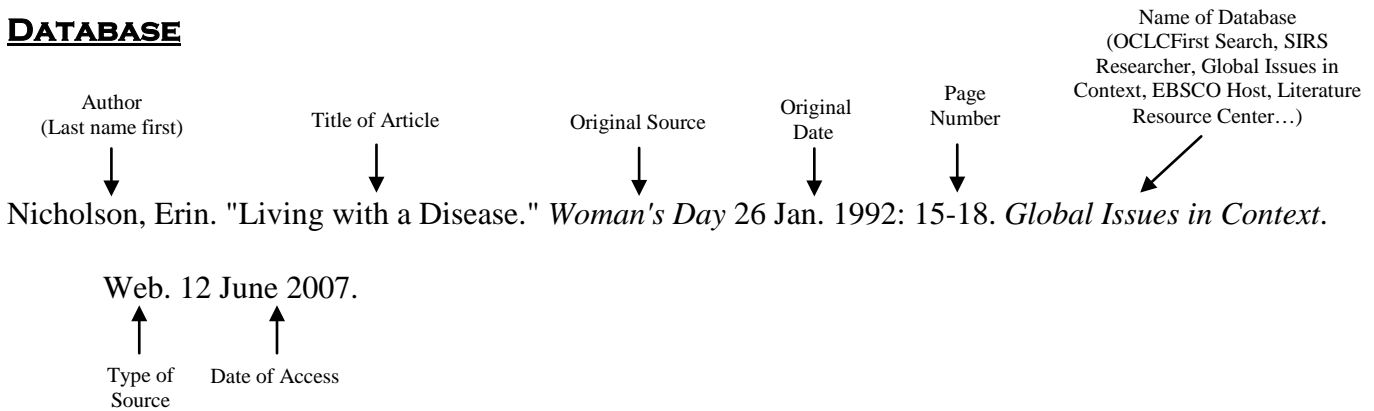 DATABASE
Name of Database
(OCLCFirst Search, SIRS
Researcher, Global Issues in
Context, EBSCO Host, Literature
Resource Center…)
Author
(Last name first)
Title of Article
Original Source
Original
Date
Page
Number
Nicholson, Erin. "Living with a Disease." Woman's Day 26 Jan. 1992: 15-18. Global Issues in Context.
Web. 12 June 2007.
Type of
Source
Date of Access